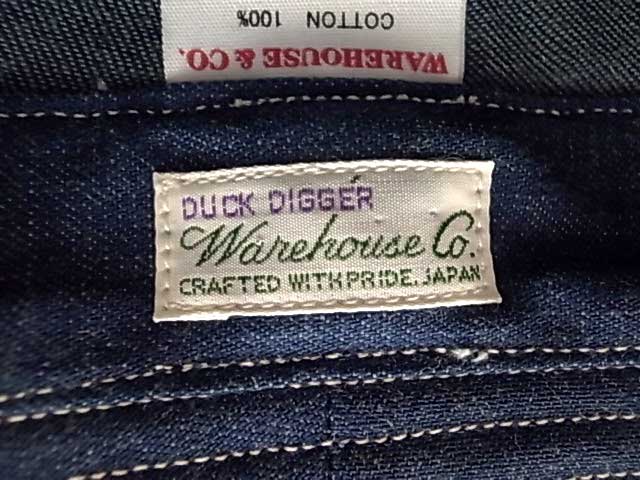 COTTON 100%
WAREHOUSE & CO.
DUCK DIGGER
Warehouse Co.
CRAFTED WITH PRIDE. JAPAN